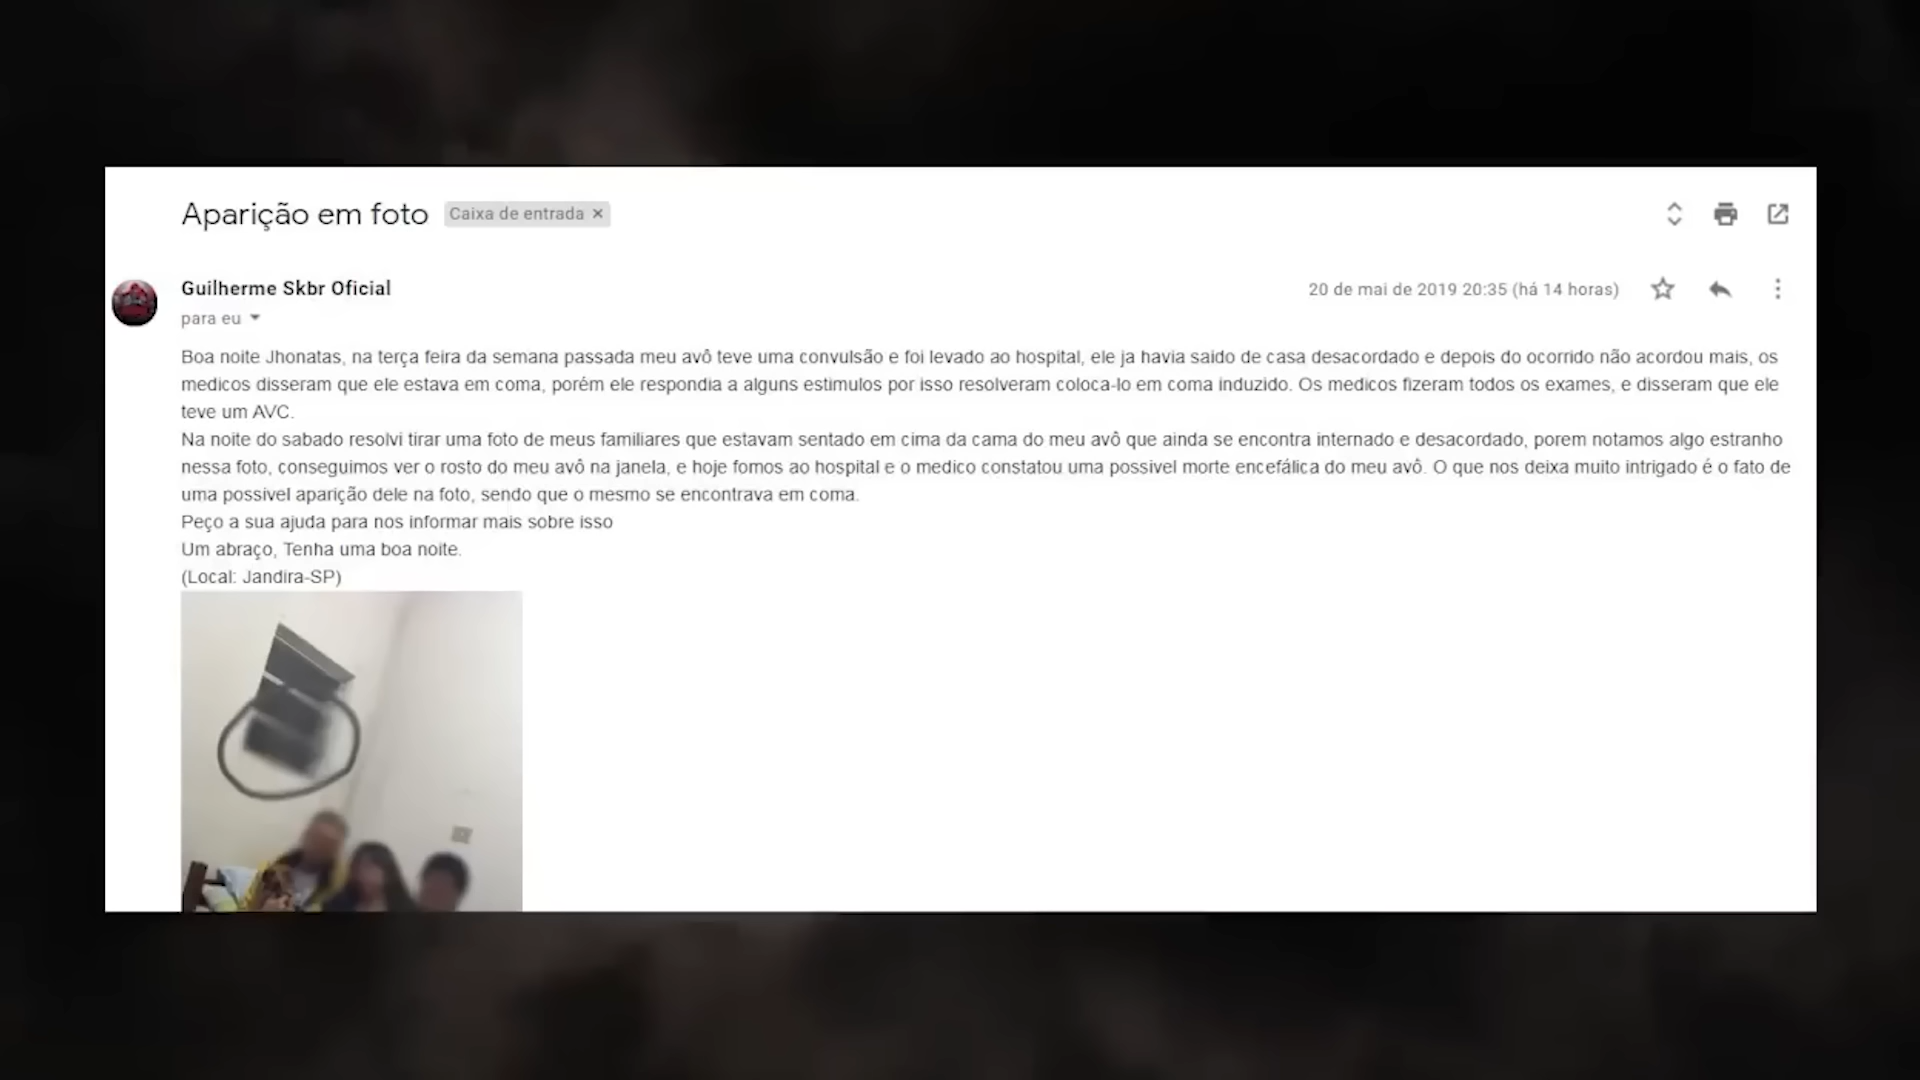 Aparição em foto Caixa de entrada ×
Guilherme Skbr Oficial
20 de mai de 2019 20:35 (há 14 horas)
para eu
Boa noite Jhonatas, na terça feira da semana passada meu avô teve uma convulsão e foi levado ao hospital, ele ja havia saido de casa desacordado e depois do ocorrido não acordou mais, os
medicos disseram que ele estava em coma, porém ele respondia a alguns estimulos por isso resolveram coloca-lo em coma induzido. Os medicos fizeram todos os exames, e disseram que ele
teve um AVC.
Na noite do sabado resolvi tirar uma foto de meus familiares que estavam sentado em cima da cama do meu avô que ainda se encontra internado e desacordado, porem notamos algo estranho
nessa foto, conseguimos ver o rosto do meu avô na janela, e hoje fomos ao hospital e o medico constatou uma possivel morte encefálica do meu avô. O que nos deixa muito intrigado é o fato de
uma possivel aparição dele na foto, sendo que o mesmo se encontrava em coma.
Peço a sua ajuda para nos informar mais sobre isso
Um abraço, Tenha uma boa noite.
(Local: Jandira-SP)